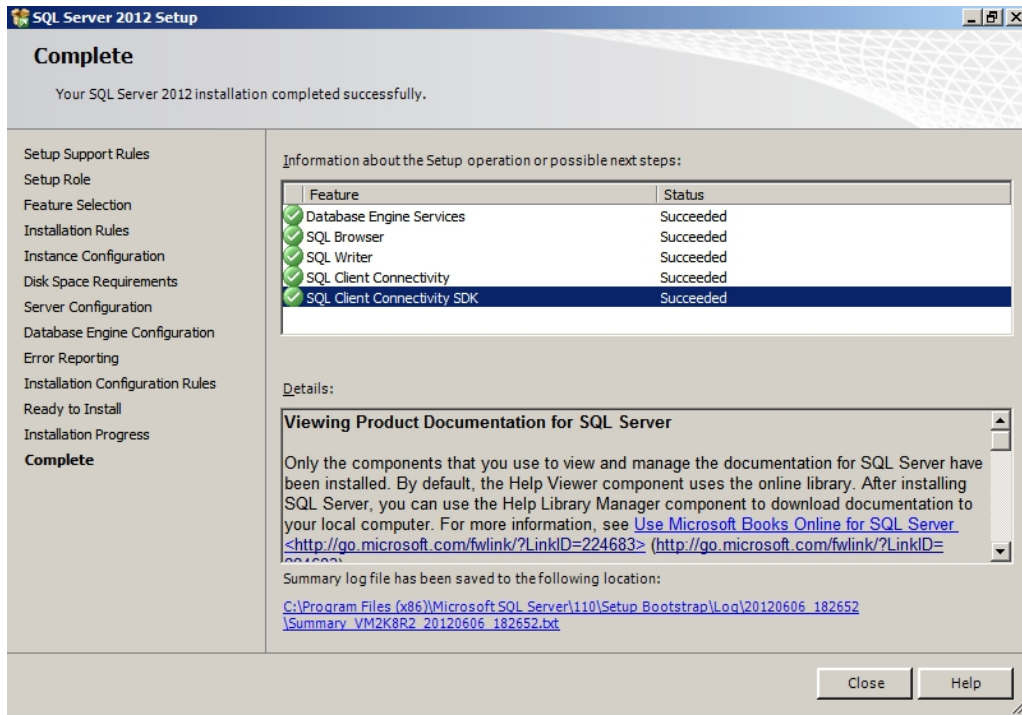 SQL Server 2012 Setup
Complete
Your SQL Server 2012 installation completed successfully.
Setup Support Rules
Setup Role
Feature Selection
Installation Rules
Instance Configuration
Disk Space Requirements
Server Configuration
Database Engine Configuration
Error Reporting
Installation Configuration Rules
Ready to Install
Installation Progress
Complete
Information about the Setup operation or possible next steps:
Feature Status
Database Engine Services Succeeded
SQL Browser Succeeded
SQL Writer Succeeded
SQL Client Connectivity Succeeded
SQL Client Connectivity SDK Succeeded
Details:
Viewing Product Documentation for SQL Server
Only the components that you use to view and manage the documentation for SQL Server have
been installed. By default, the Help Viewer component uses the online library. After installing
SQL Server, you can use the Help Library Manager component to download documentation to
your local computer. For more information, see Use Microsoft Books Online for SQL Server
<http://go.microsoft.com/fwlink/?LinkID=224683> (http://go.microsoft.com/fwlink/?LinkID=
Summary log file has been saved to the following location:
C:\Program Files (x86)\Microsoft SQL Server\110\Setup Bootstrap\Log\20120606_182652
\Summary_VM2K8R2_20120606_182652.txt
Close Help